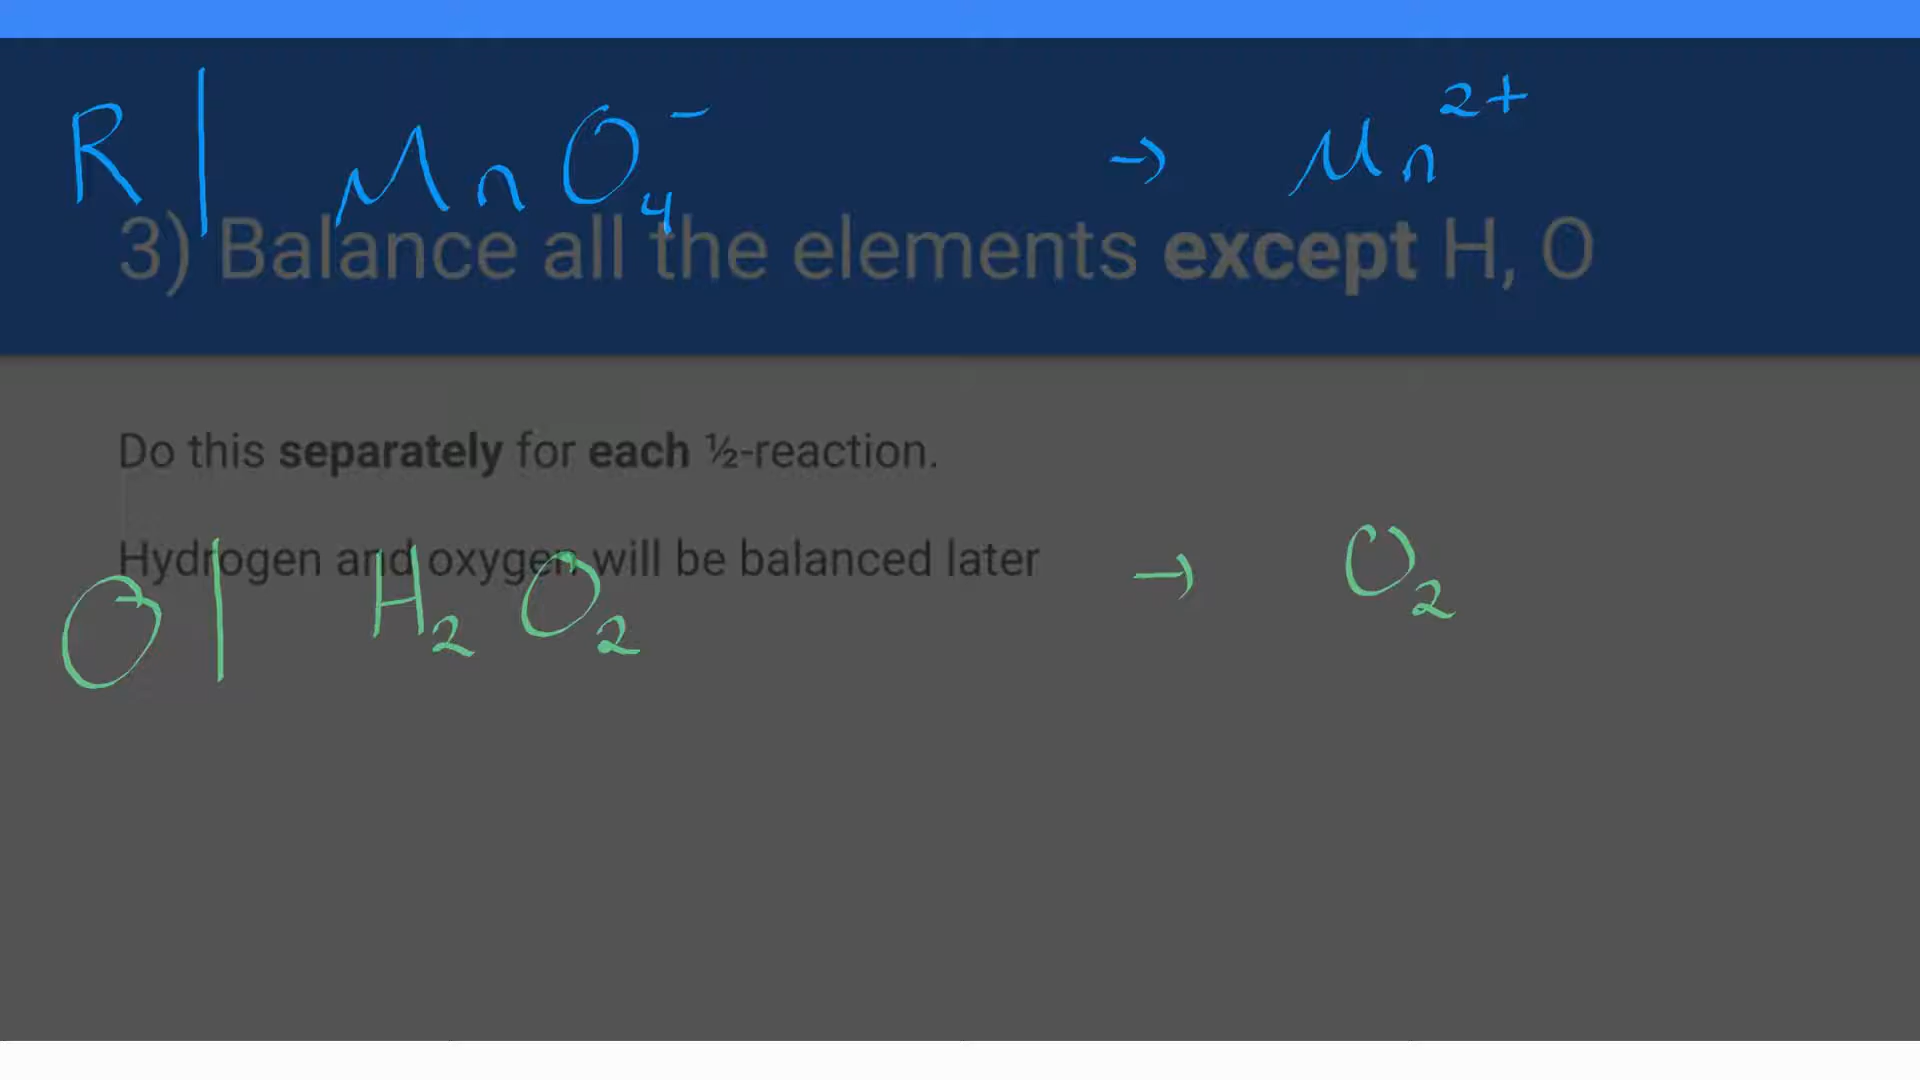 R| MnO₄⁻ → Mn²⁺
3) Balance all the elements except H, O
Do this separately for each ½-reaction.
Hydrogen and oxygen will be balanced later
O| H₂O₂ → O₂